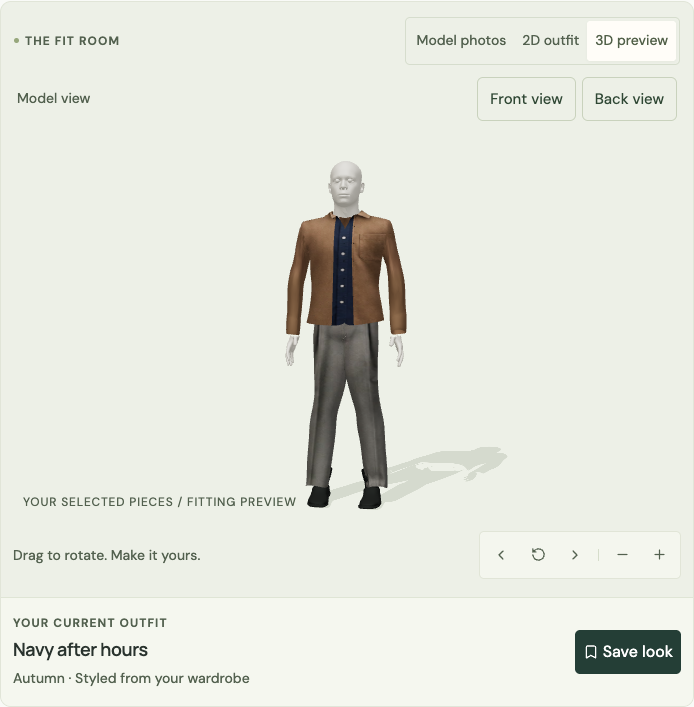 THE FIT ROOM
Model photos 2D outfit 3D preview
Model view
Front view Back view
YOUR SELECTED PIECES / FITTING PREVIEW
Drag to rotate. Make it yours.
YOUR CURRENT OUTFIT
Navy after hours
Autumn · Styled from your wardrobe
Save look